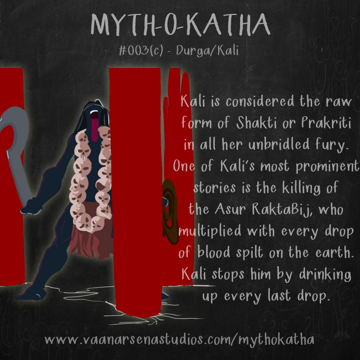 MYTH-O-KATHA
#003(c) - Durga/Kali
Kali is considered the raw
form of Shakti or Prakriti
in all her unbridled fury.
One of Kali's most prominent
stories is the killing of
the Asur RaktaBij, who
multiplied with every drop
of blood spilt on the earth.
Kali stops him by drinking
up every last drop.
www.vaanarsenastudios.com/mythokatha